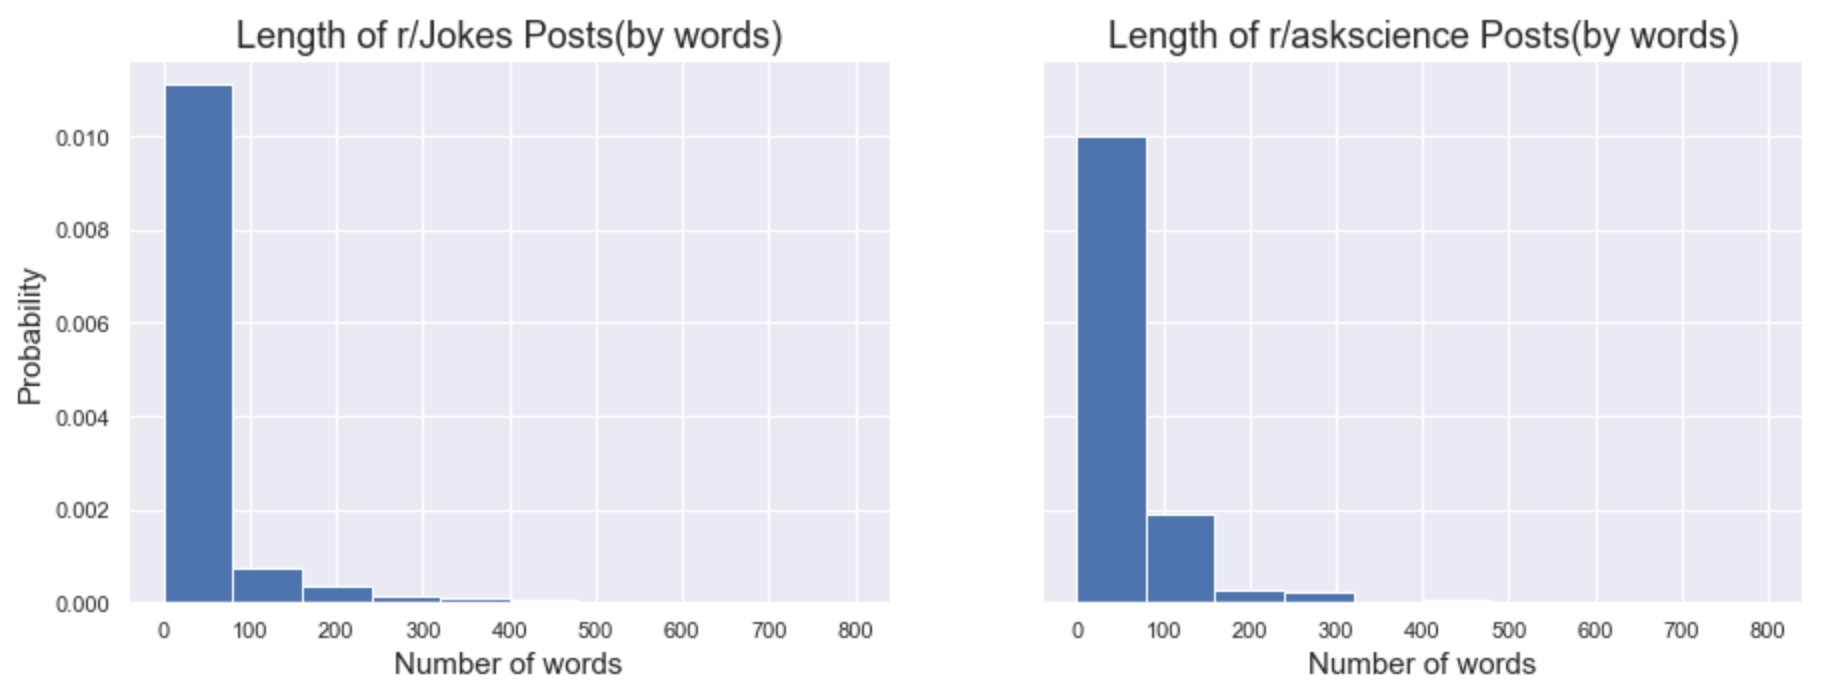 Length of r/Jokes Posts(by words)
Length of r/askscience Posts(by words)
Probability
0.010
0.008
0.006
0.004
0.002
0.000
0 100 200 300 400 500 600 700 800
0 100 200 300 400 500 600 700 800
Number of words
Number of words